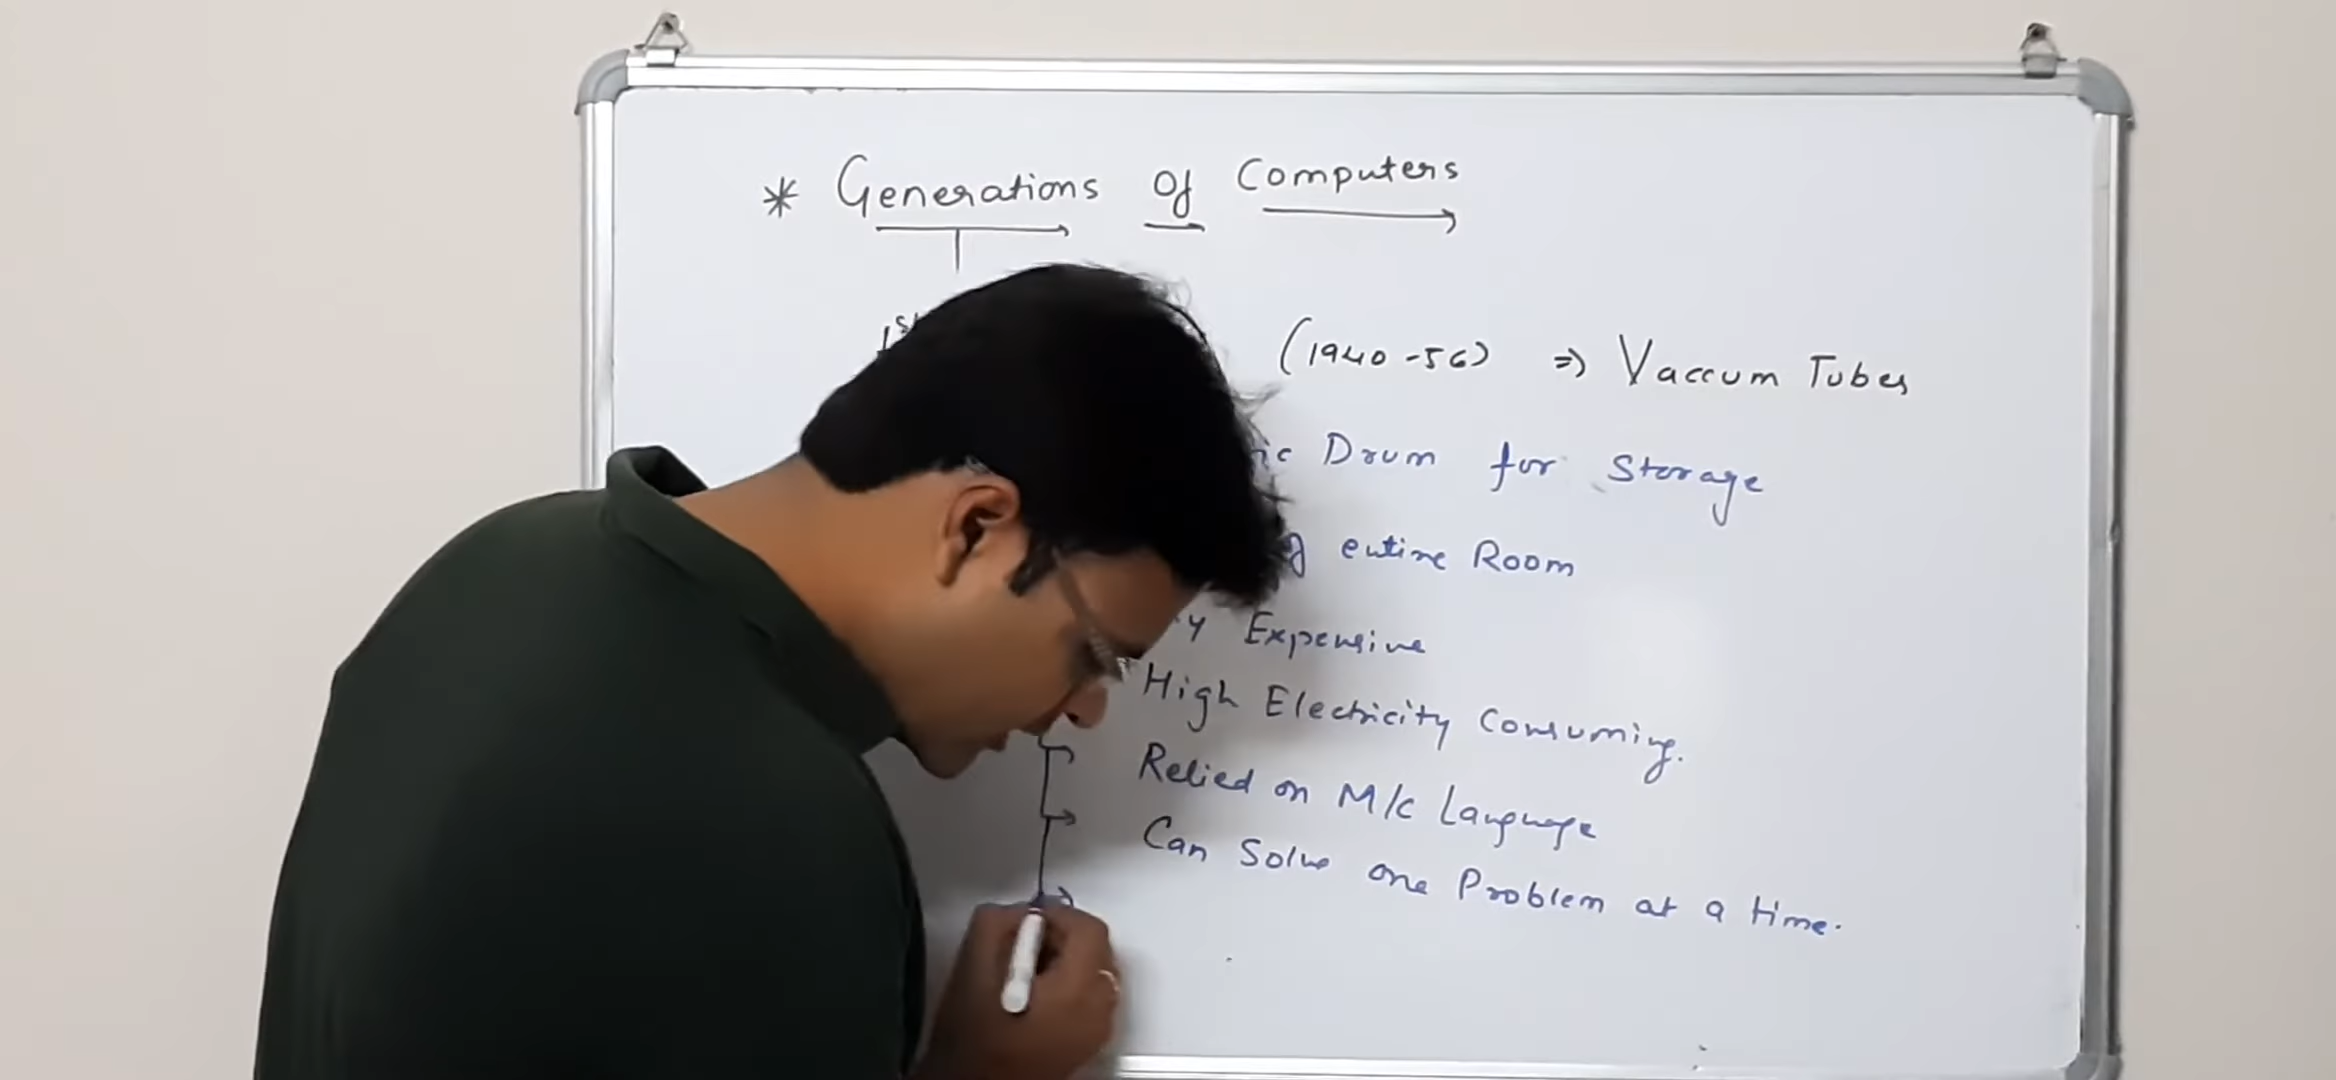 * Generations Of Computers
1st (1940-56) => Vaccum Tubes
Drum for Storage
entire Room
Expensive
High Electricity Consuming.
Relied on M/c Language
Can Solve one Problem at a time.